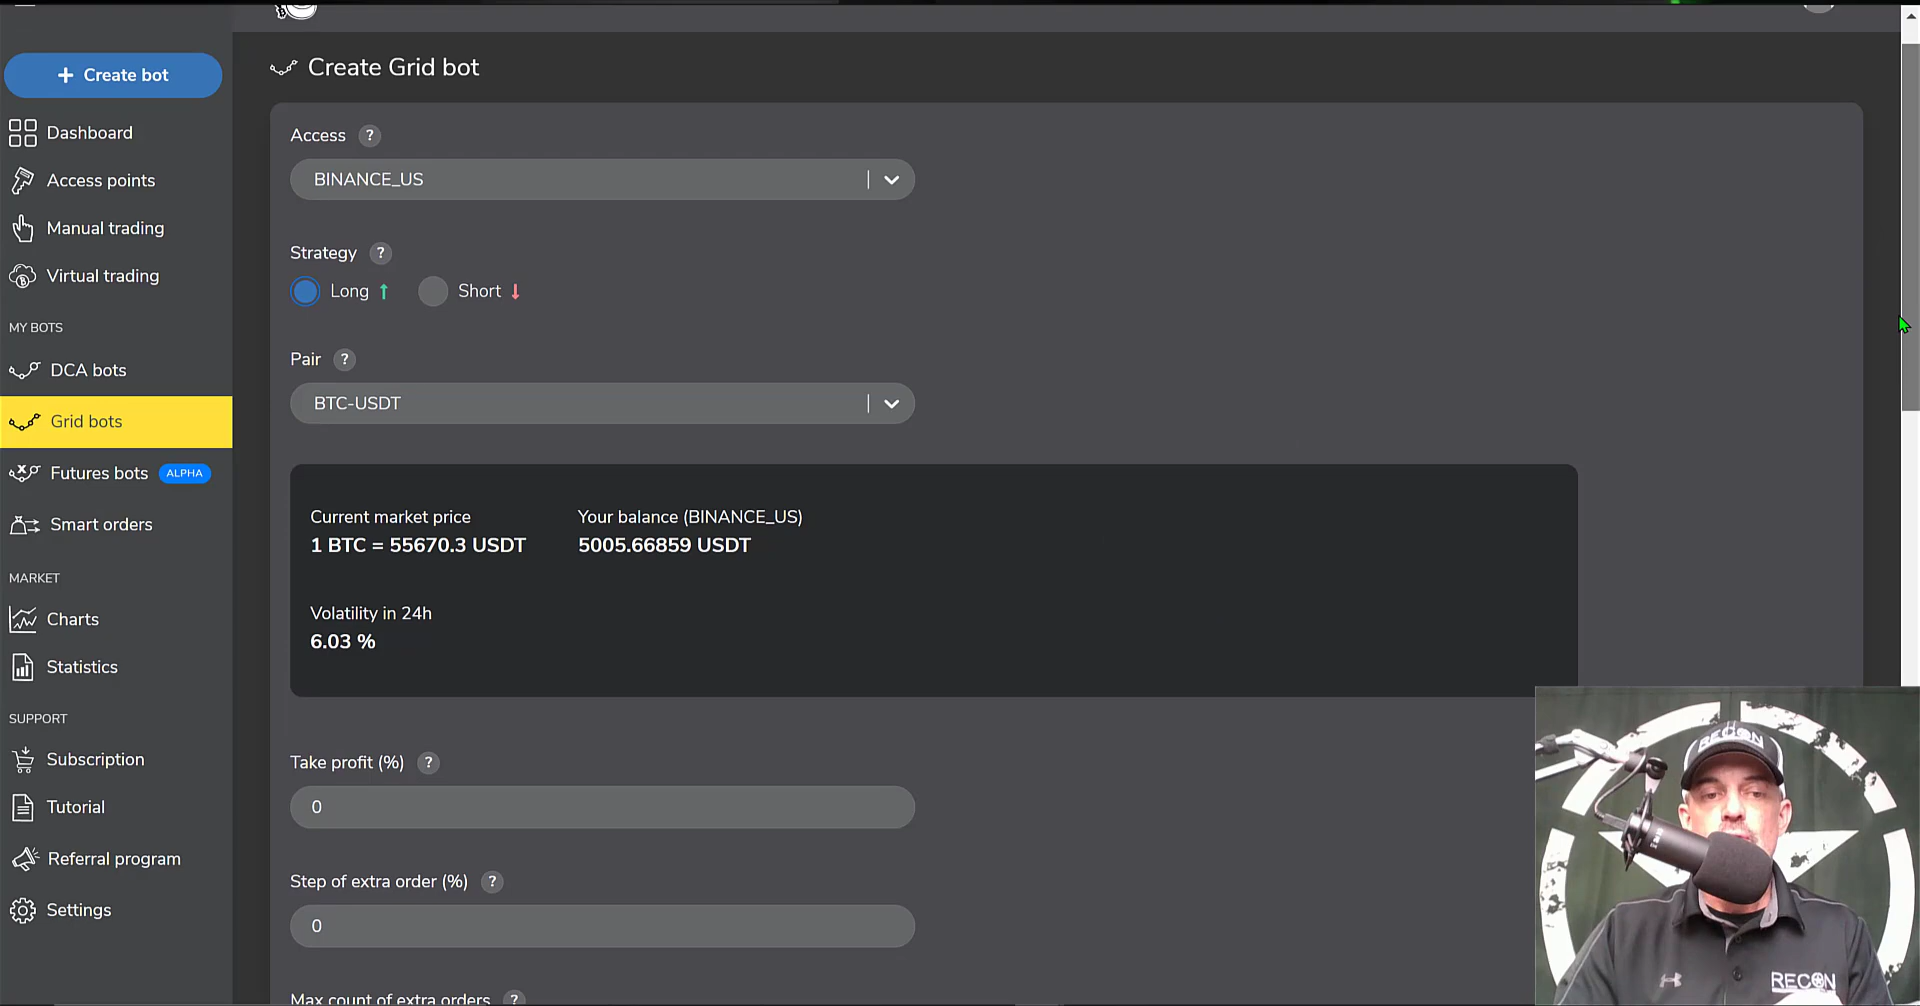 Create Grid bot
+ Create bot
Dashboard
Access points
Manual trading
Virtual trading
MY BOTS
DCA bots
Grid bots
Futures bots ALPHA
Smart orders
MARKET
Charts
Statistics
SUPPORT
Subscription
Tutorial
Referral program
Settings
Access ?
BINANCE_US
Strategy ?
Long ↑ Short ↓
Pair ?
BTC-USDT
Current market price
1 BTC = 55670.3 USDT
Your balance (BINANCE_US)
5005.66859 USDT
Volatility in 24h
6.03 %
Take profit (%) ?
0
Step of extra order (%) ?
0
Max count of extra orders ?
RECON
RECON